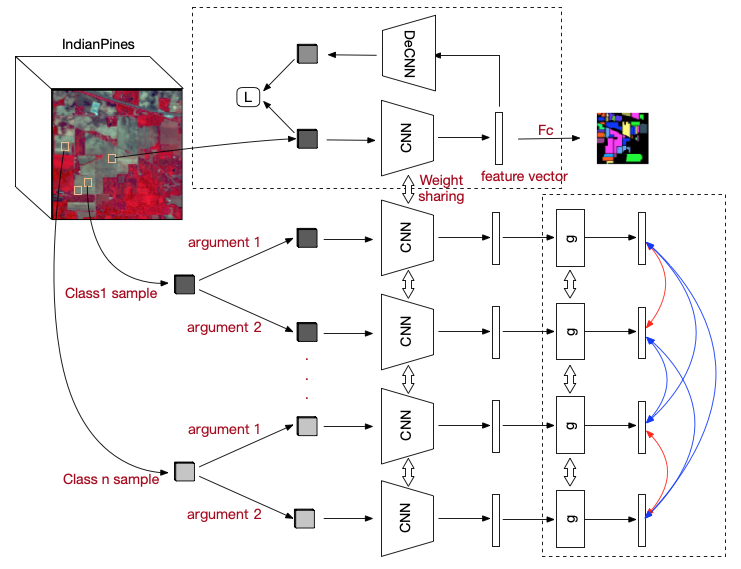 IndianPines
DeCNN
L
CNN
Fc
feature vector
Weight
sharing
argument 1
CNN
g
Class1 sample
argument 2
CNN
g
argument 1
CNN
g
Class n sample
argument 2
CNN
g